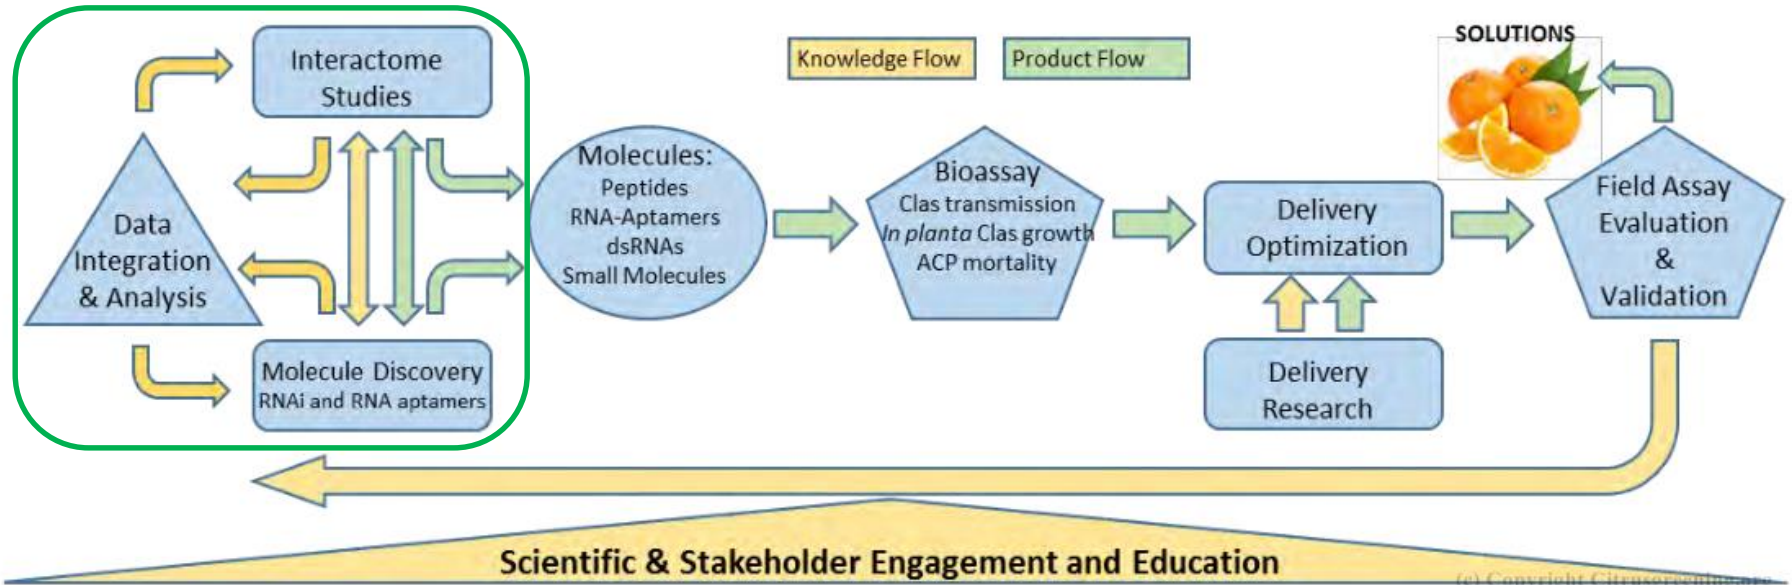 Interactome
Studies
Knowledge Flow
Product Flow
SOLUTIONS
Data
Integration
& Analysis
Molecules:
Peptides
RNA-Aptamers
dsRNAs
Small Molecules
Bioassay
Clas transmission
In planta Clas growth
ACP mortality
Delivery
Optimization
Field Assay
Evaluation
&
Validation
Molecule Discovery
RNAi and RNA aptamers
Delivery
Research
Scientific & Stakeholder Engagement and Education
(c) Copyright